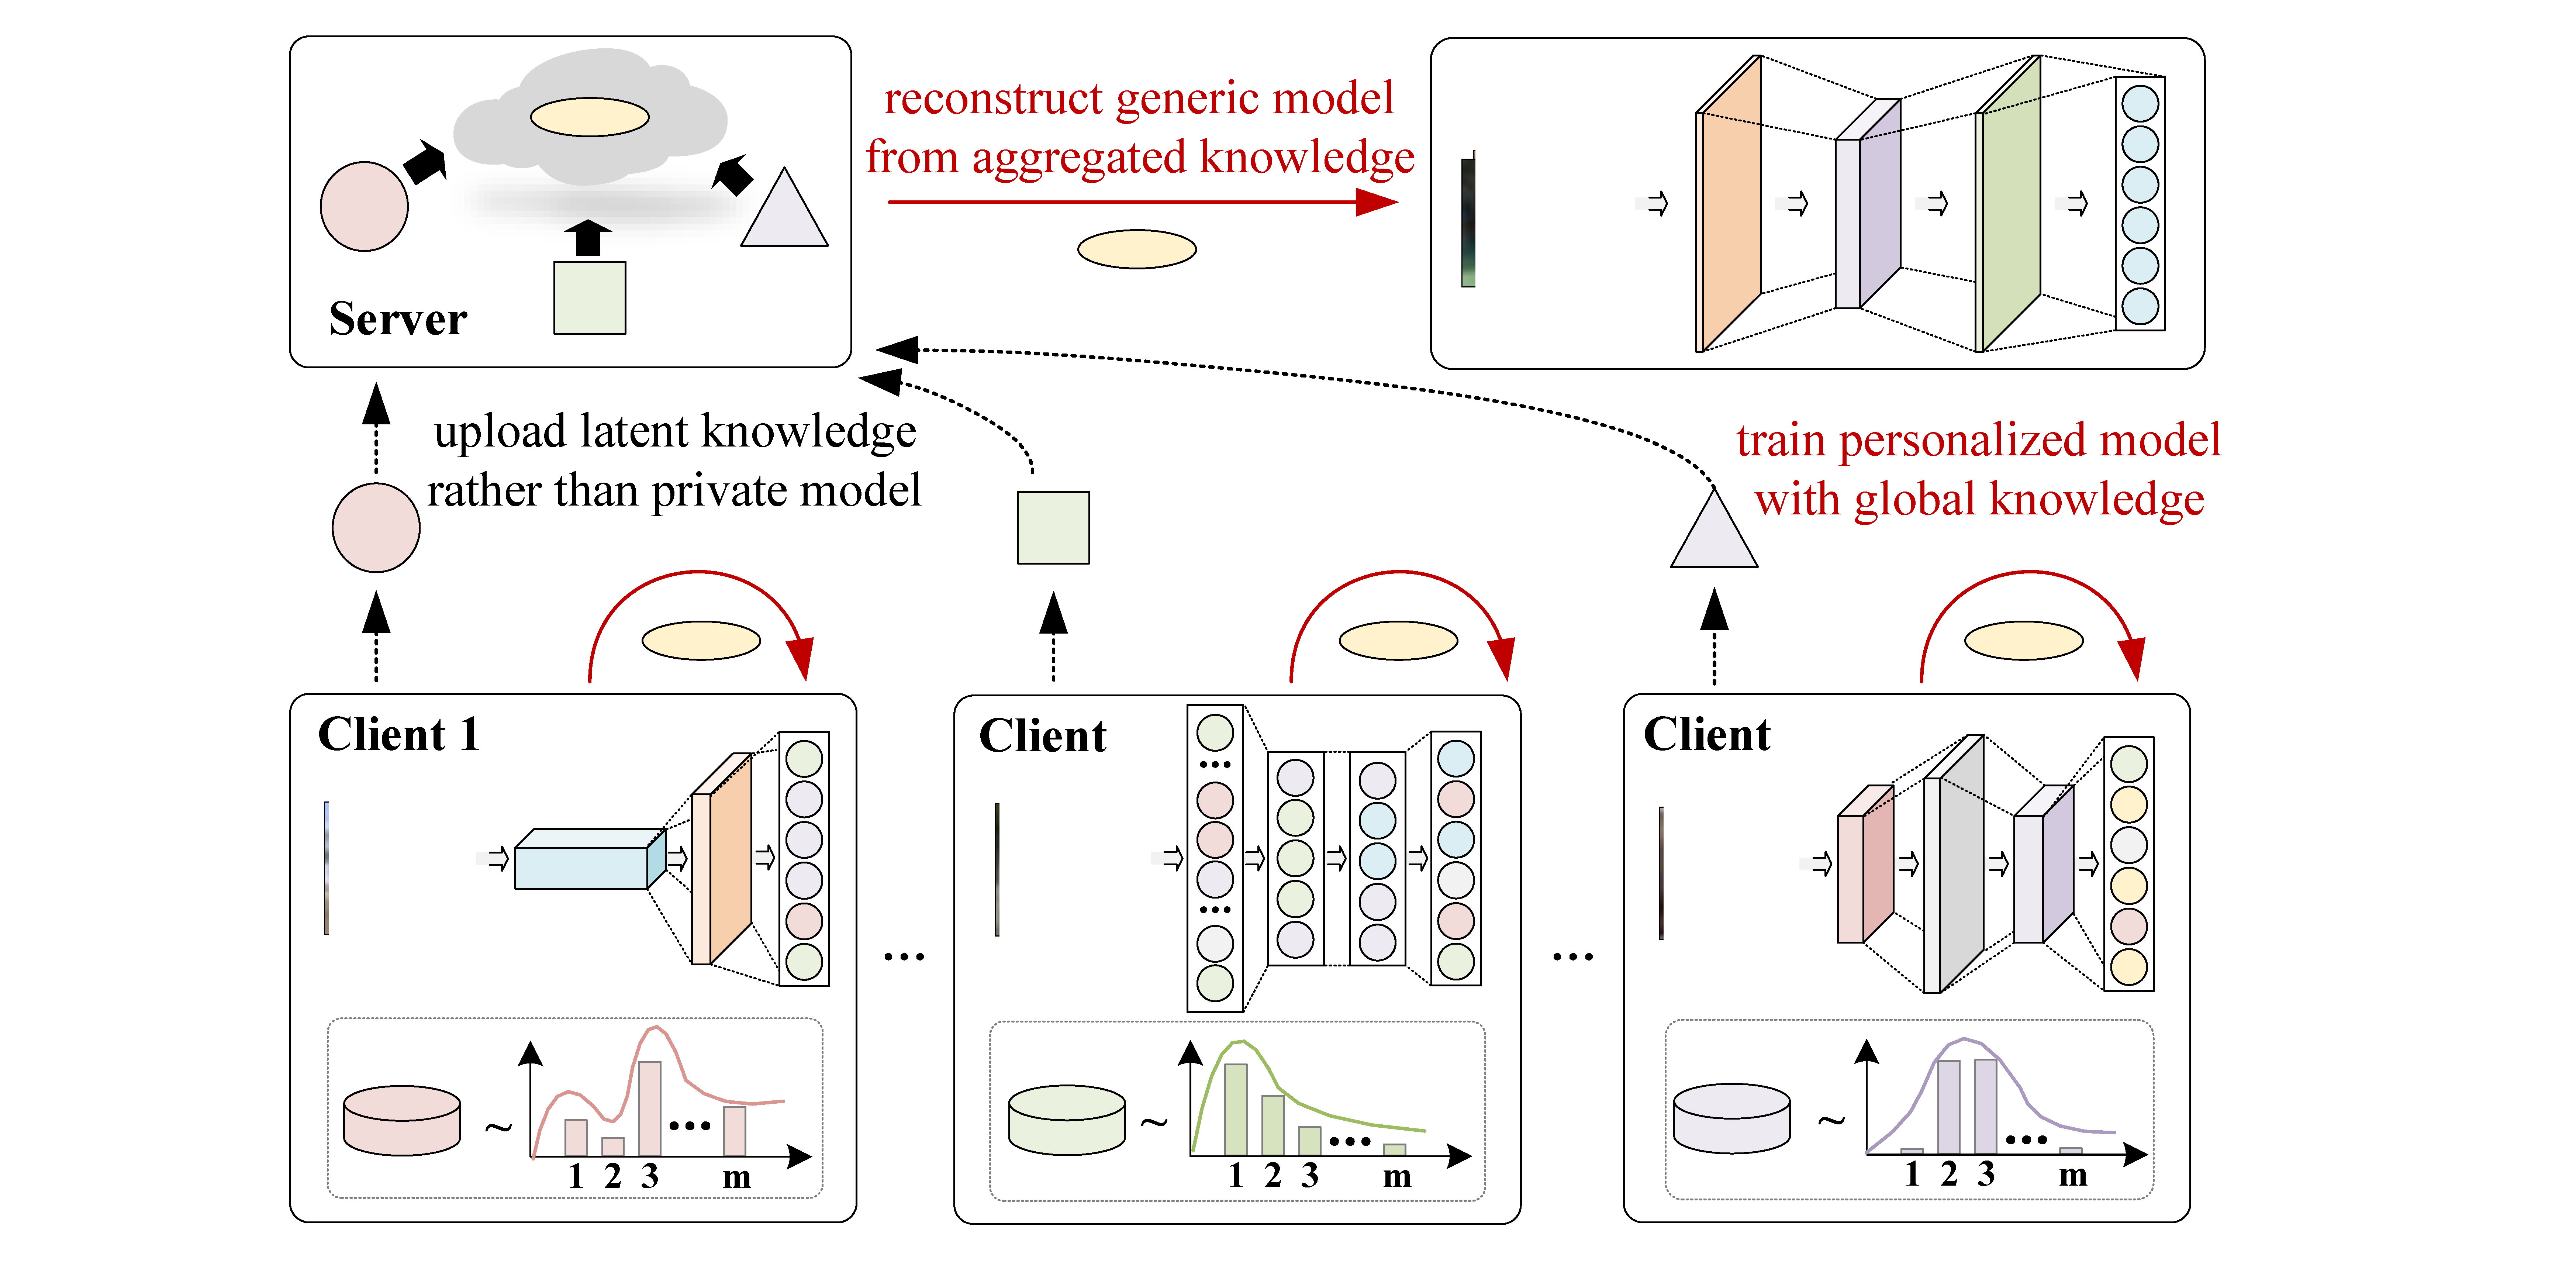 reconstruct generic model
from aggregated knowledge
Server
upload latent knowledge
rather than private model
train personalized model
with global knowledge
Client 1
Client
Client
...
...
~
...
1 2 3 m
~
...
1 2 3 m
~
...
1 2 3 m